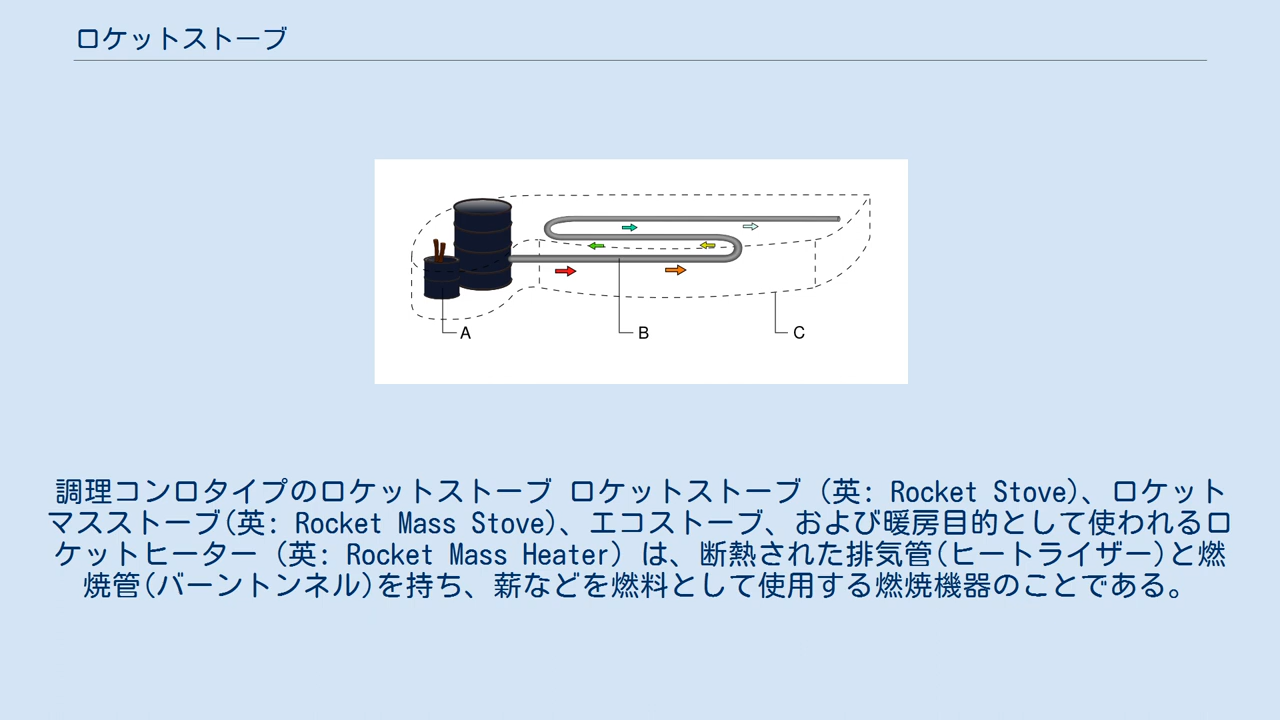 ロケットストーブ
A
B
C
調理コンロタイプのロケットストーブ ロケットストーブ (英: Rocket Stove)、ロケット
マスストーブ(英: Rocket Mass Stove)、エコストーブ、および暖房目的として使われるロ
ケットヒーター (英: Rocket Mass Heater) は、断熱された排気管(ヒートライザー)と燃
焼管(バーントンネル)を持ち、薪などを燃料として使用する燃焼機器のことである。